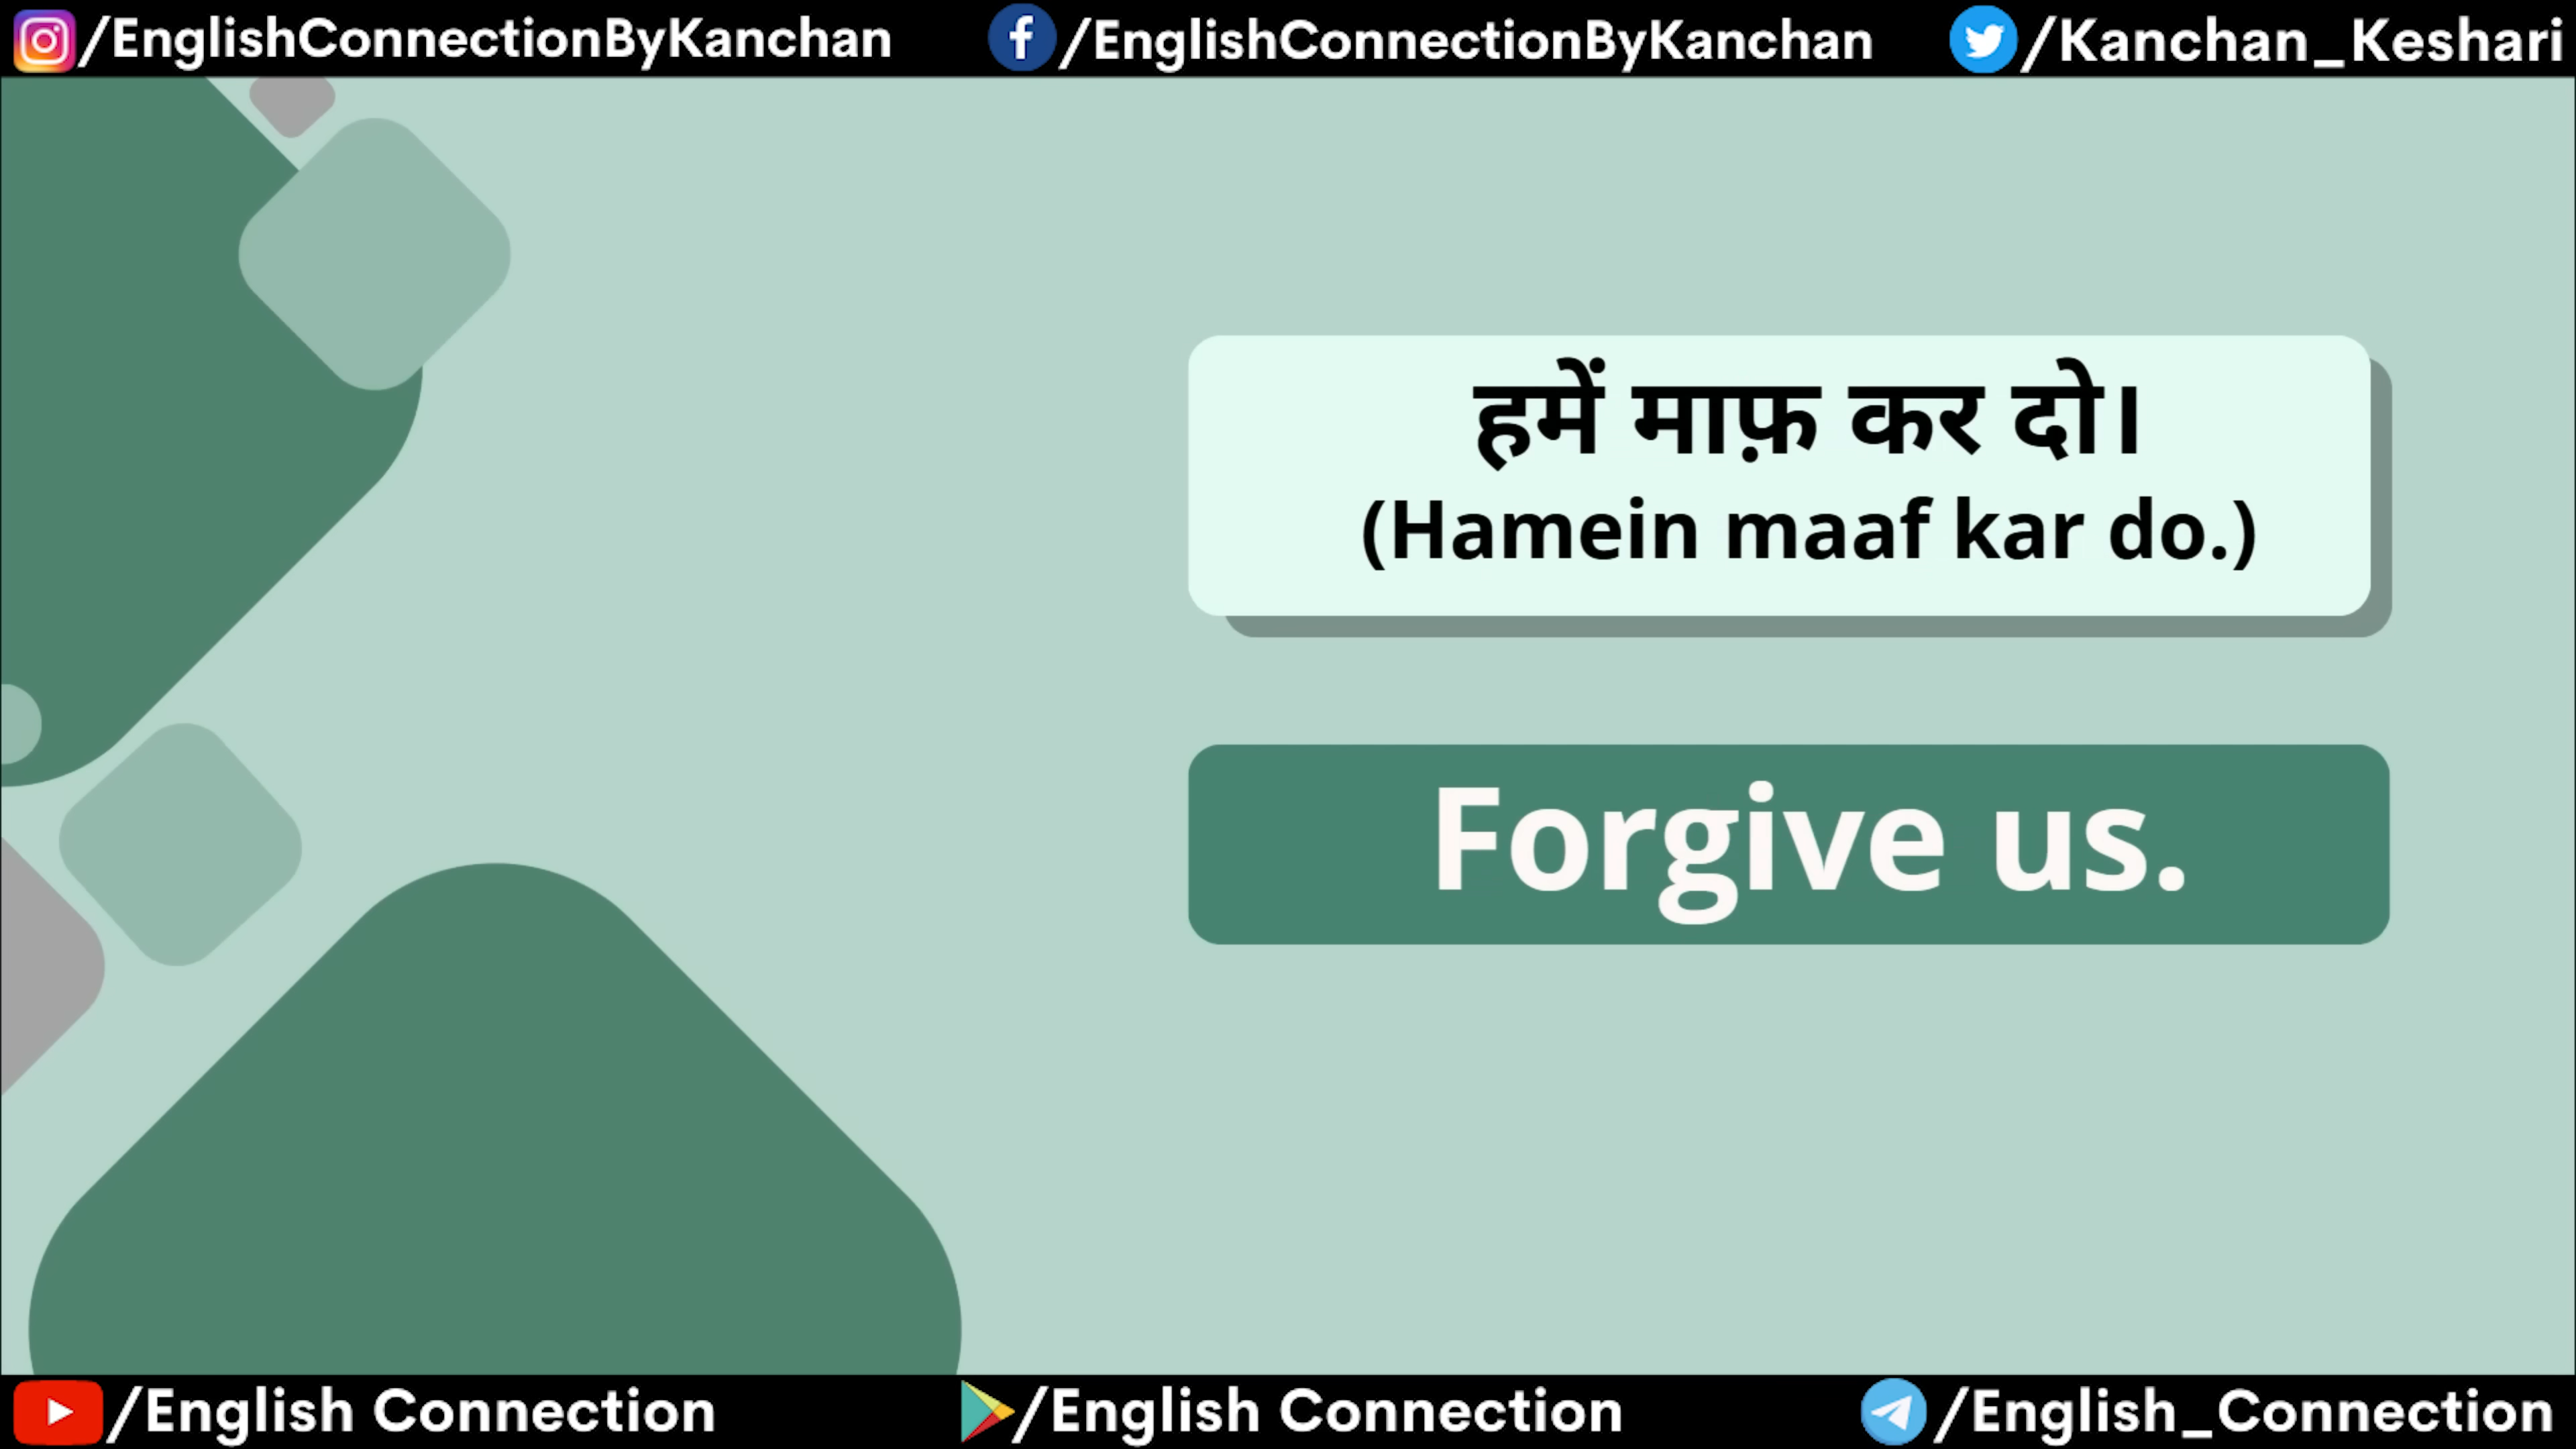 /EnglishConnectionByKanchan /EnglishConnectionByKanchan /Kanchan_Keshari
हमें माफ़ कर दो।
(Hamein maaf kar do.)
Forgive us.
/English Connection /English Connection /English_Connection